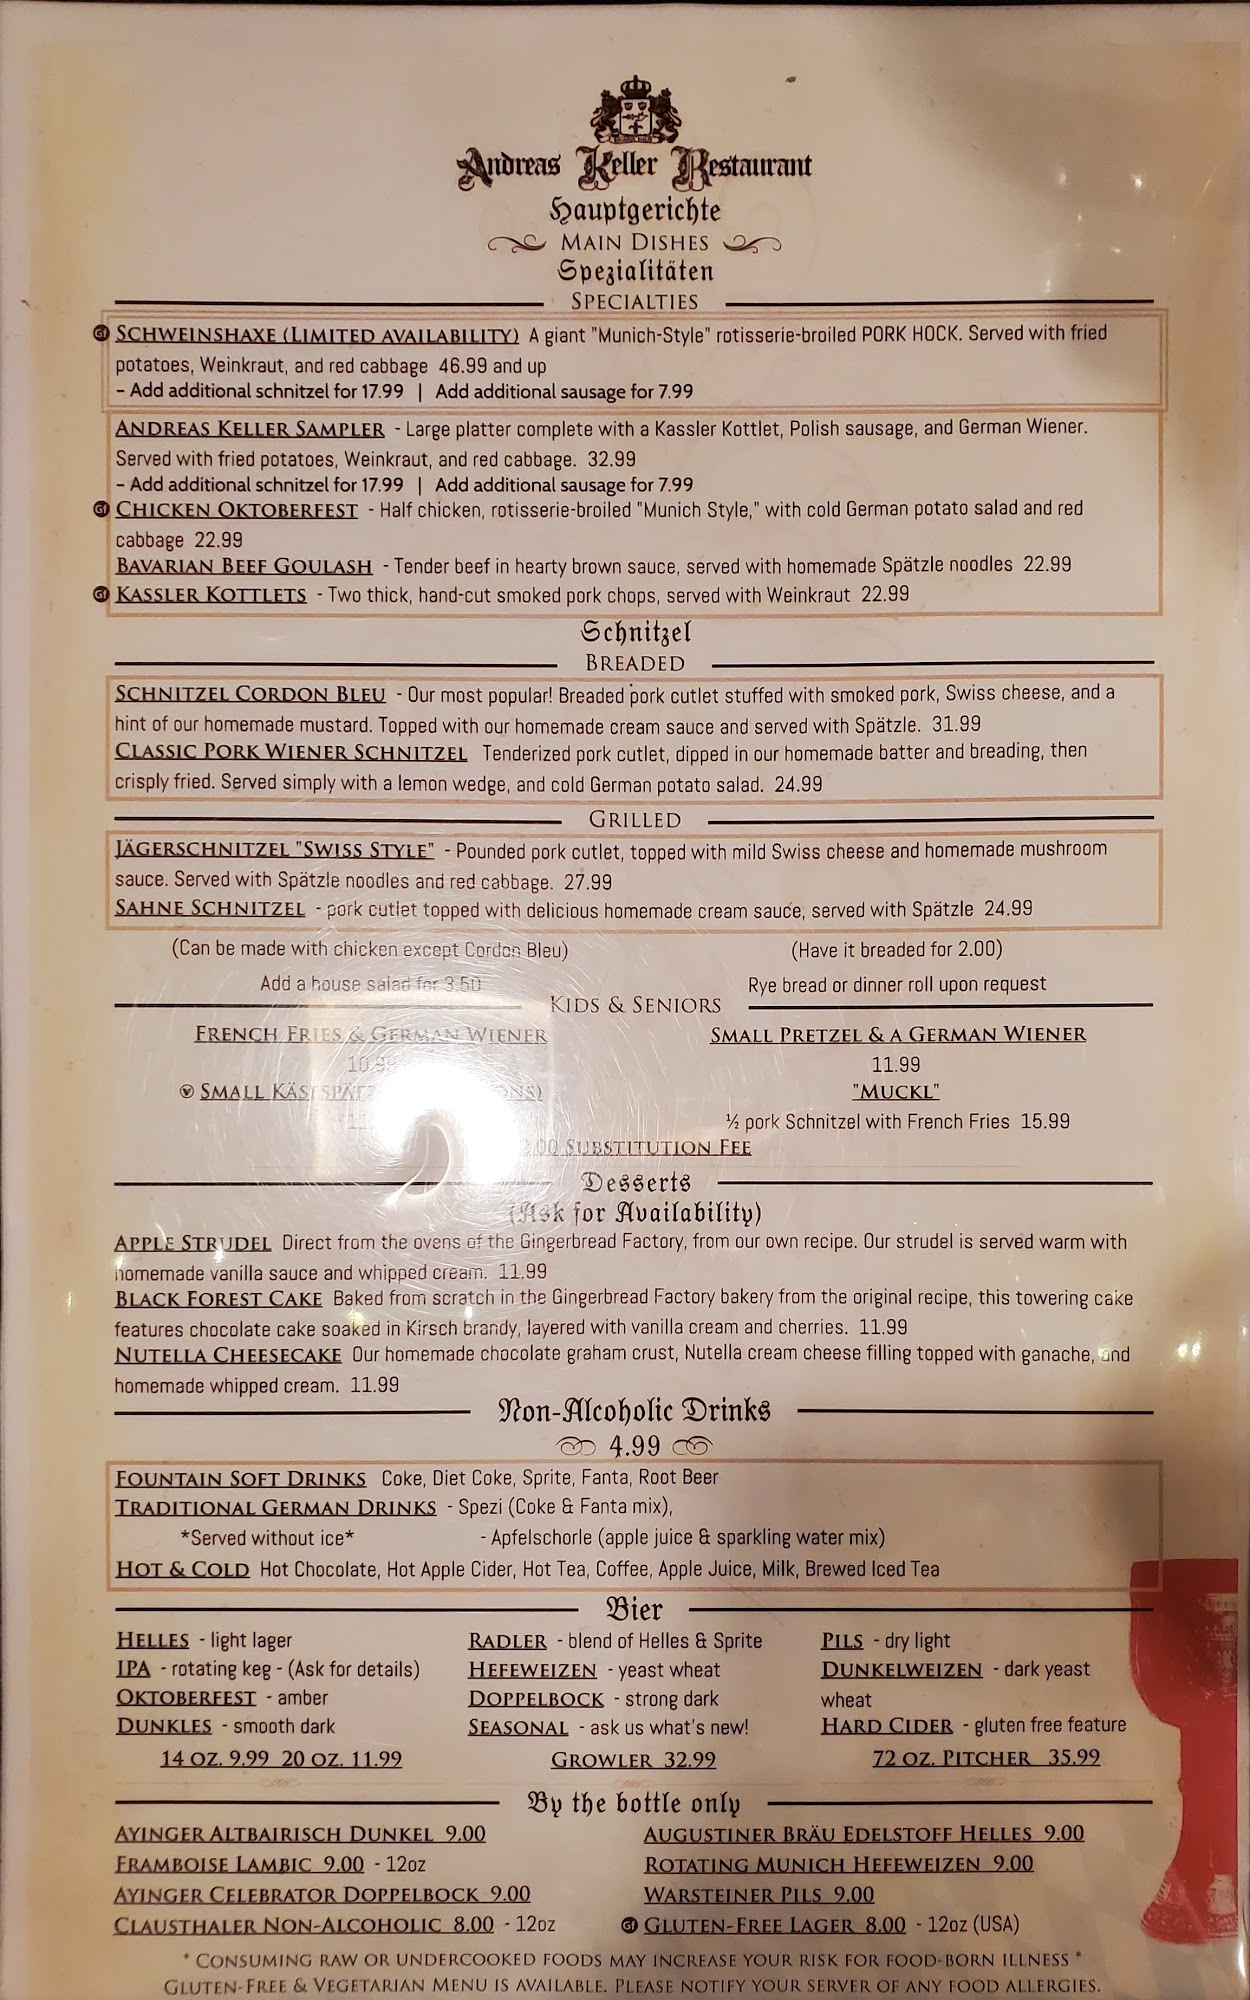 Andreas Keller Restaurant
Hauptgerichte
MAIN DISHES
Spezialitäten
SPECIALTIES
Gf SCHWEINSHAXE (LIMITED AVAILABILITY) A giant "Munich-Style" rotisserie-broiled PORK HOCK. Served with fried
potatoes, Weinkraut, and red cabbage 46.99 and up
- Add additional schnitzel for 17.99 | Add additional sausage for 7.99
ANDREAS KELLER SAMPLER - Large platter complete with a Kassler Kottlet, Polish sausage, and German Wiener.
Served with fried potatoes, Weinkraut, and red cabbage. 32.99
- Add additional schnitzel for 17.99 | Add additional sausage for 7.99
Gf CHICKEN OKTOBERFEST - Half chicken, rotisserie-broiled "Munich Style," with cold German potato salad and red
cabbage 22.99
BAVARIAN BEEF GOULASH - Tender beef in hearty brown sauce, served with homemade Spätzle noodles 22.99
Gf KASSLER KOTTLETS - Two thick, hand-cut smoked pork chops, served with Weinkraut 22.99
Schnitzel
BREADED
SCHNITZEL CORDON BLEU - Our most popular! Breaded pork cutlet stuffed with smoked pork, Swiss cheese, and a
hint of our homemade mustard. Topped with our homemade cream sauce and served with Spätzle. 31.99
CLASSIC PORK WIENER SCHNITZEL Tenderized pork cutlet, dipped in our homemade batter and breading, then
crisply fried. Served simply with a lemon wedge, and cold German potato salad. 24.99
GRILLED
JÄGERSCHNITZEL "SWISS STYLE" - Pounded pork cutlet, topped with mild Swiss cheese and homemade mushroom
sauce. Served with Spätzle noodles and red cabbage. 27.99
SAHNE SCHNITZEL - pork cutlet topped with delicious homemade cream sauce, served with Spätzle 24.99
(Can be made with chicken except Cordon Bleu) (Have it breaded for 2.00)
Add a house salad for 3.50 Rye bread or dinner roll upon request
KIDS & SENIORS
FRENCH FRIES & GERMAN WIENER SMALL PRETZEL & A GERMAN WIENER
11.99
V SMALL "MUCKL"
½ pork Schnitzel with French Fries 15.99
SUBSTITUTION FEE
Desserts
(Ask for Availability)
APPLE STRUDEL Direct from the ovens of the Gingerbread Factory, from our own recipe. Our strudel is served warm with
homemade vanilla sauce and whipped cream. 11.99
BLACK FOREST CAKE Baked from scratch in the Gingerbread Factory bakery from the original recipe, this towering cake
features chocolate cake soaked in Kirsch brandy, layered with vanilla cream and cherries. 11.99
NUTELLA CHEESECAKE Our homemade chocolate graham crust, Nutella cream cheese filling topped with ganache, and
homemade whipped cream. 11.99
Non-Alcoholic Drinks
4.99
FOUNTAIN SOFT DRINKS Coke, Diet Coke, Sprite, Fanta, Root Beer
TRADITIONAL GERMAN DRINKS - Spezi (Coke & Fanta mix),
*Served without ice* - Apfelschorle (apple juice & sparkling water mix)
HOT & COLD Hot Chocolate, Hot Apple Cider, Hot Tea, Coffee, Apple Juice, Milk, Brewed Iced Tea
Bier
HELLES - light lager RADLER - blend of Helles & Sprite PILS - dry light
IPA - rotating keg - (Ask for details) HEFEWEIZEN - yeast wheat DUNKELWEIZEN - dark yeast
OKTOBERFEST - amber DOPPELBOCK - strong dark wheat
DUNKLES - smooth dark SEASONAL - ask us what's new! HARD CIDER - gluten free feature
14 OZ. 9.99 20 OZ. 11.99 GROWLER 32.99 72 OZ. PITCHER 35.99
By the bottle only
AYINGER ALTBAIRISCH DUNKEL 9.00 AUGUSTINER BRÄU EDELSTOFF HELLES 9.00
FRAMBOISE LAMBIC 9.00 - 12oz ROTATING MUNICH HEFEWEIZEN 9.00
AYINGER CELEBRATOR DOPPELBOCK 9.00 WARSTEINER PILS 9.00
CLAUSTHALER NON-ALCOHOLIC 8.00 - 12oz Gf GLUTEN-FREE LAGER 8.00 - 12oz (USA)
* CONSUMING RAW OR UNDERCOOKED FOODS MAY INCREASE YOUR RISK FOR FOOD-BORN ILLNESS *
GLUTEN-FREE & VEGETARIAN MENU IS AVAILABLE. PLEASE NOTIFY YOUR SERVER OF ANY FOOD ALLERGIES.